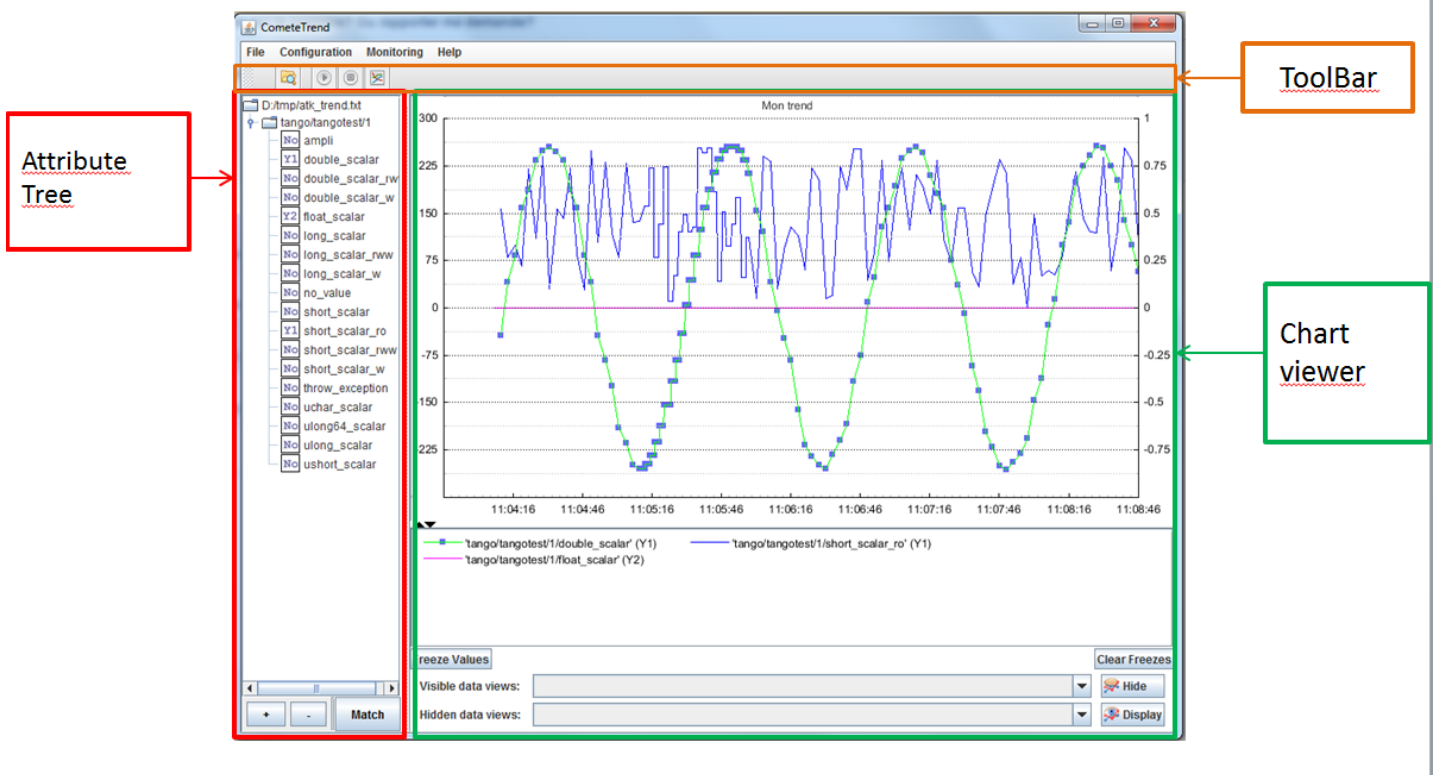 CometeTrend
File Configuration Monitoring Help
ToolBar
Attribute
Tree
D:/tmp/atk_trend.txt
tango/tangotest/1
No ampli
Y1 double_scalar
No double_scalar_rw
No double_scalar_w
Y2 float_scalar
No long_scalar
No long_scalar_rww
No long_scalar_w
No no_value
No short_scalar
Y1 short_scalar_ro
No short_scalar_rww
No short_scalar_w
No throw_exception
No uchar_scalar
No ulong64_scalar
No ulong_scalar
No ushort_scalar
+ - Match
Mon trend
300
225
150
75
0
-75
150
225
1
0.75
0.5
0.25
0
-0.25
-0.5
-0.75
11:04:16 11:04:46 11:05:16 11:05:46 11:06:16 11:06:46 11:07:16 11:07:46 11:08:16 11:08:46
'tango/tangotest/1/double_scalar' (Y1) 'tango/tangotest/1/short_scalar_ro' (Y1)
'tango/tangotest/1/float_scalar' (Y2)
reeze Values Clear Freezes
Visible data views: Hide
Hidden data views: Display
Chart
viewer